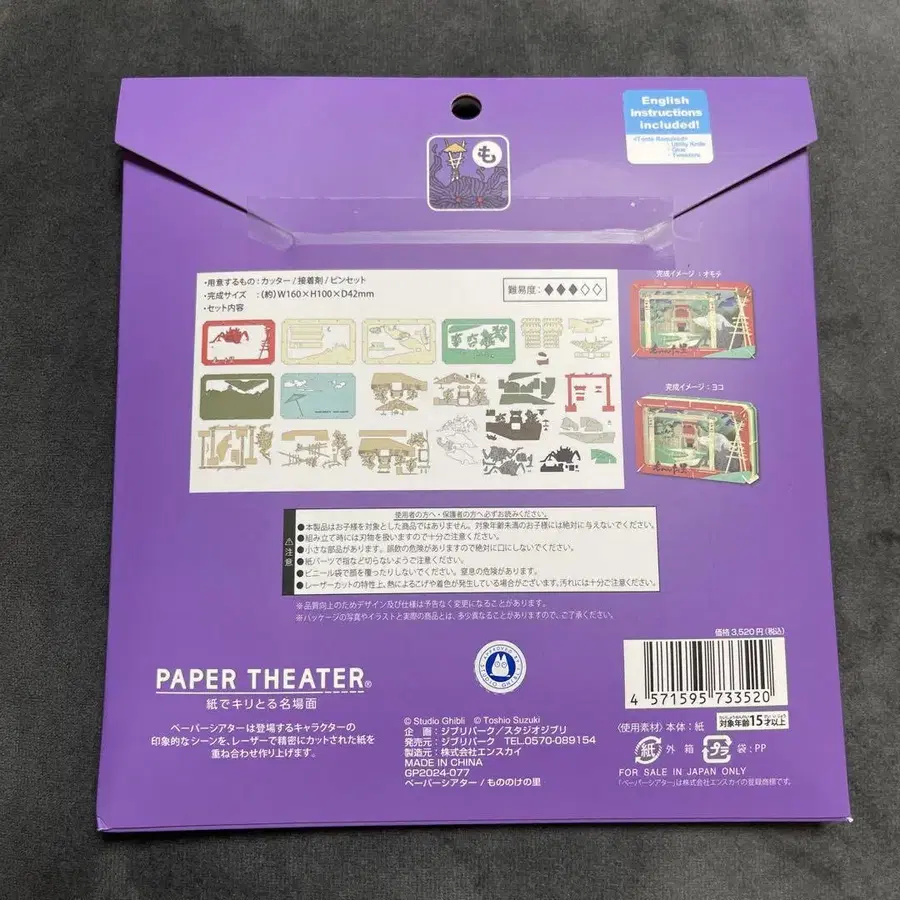 English
Instructions
included!
<Tools Required>
・Utility Knife
・Glue
・Tweezers
も
・用意するもの：カッター / 接着剤 / ピンセット
・完成サイズ ：（約）W160×H100×D42mm
・セット内容
難易度：◆◆◆◇◇
完成イメージ：オモテ
完成イメージ：ヨコ
使用者の方へ・保護者の方へ必ずお読みください。
⚠注意
●本製品はお子様を対象とした商品ではありません。対象年齢未満のお子様には絶対に与えないでください。
●組み立て時には刃物を扱いますので十分ご注意ください。
●小さな部品があります。誤飲の危険がありますので絶対に口にしないでください。
●紙パーツで指など切らないようご注意ください。
●ビニール袋で顔を覆ったりしないでください。窒息の危険があります。
●レーザーカットの特性上、熱によるこげや着色が発生している場合がございます。汚れには十分ご注意ください。
※品質向上のためデザイン及び仕様は予告なく変更になることがあります。
※パッケージの写真やイラストと実際の商品とは、多少異なることがありますので、ご了承ください。
価格 3,520円（税込）
4 571595 733520
PAPER THEATER®
紙でキリとる名場面
ペーパーシアターは登場するキャラクターの
印象的なシーンを、レーザーで精密にカットされた紙を
重ね合わせ作り上げます。
APPROVED BY STUDIO GHIBLI
© Studio Ghibli © Toshio Suzuki
企 画：ジブリパーク／スタジオジブリ
発売元：ジブリパーク TEL.0570-089154
製造元：株式会社エンスカイ
MADE IN CHINA
GP2024-077
ペーパーシアター / もののけの里
〈使用素材〉本体：紙
対象年齢15才以上
紙 外 箱 プラ 袋：PP
FOR SALE IN JAPAN ONLY
「ペーパーシアター」は株式会社エンスカイの登録商標です。